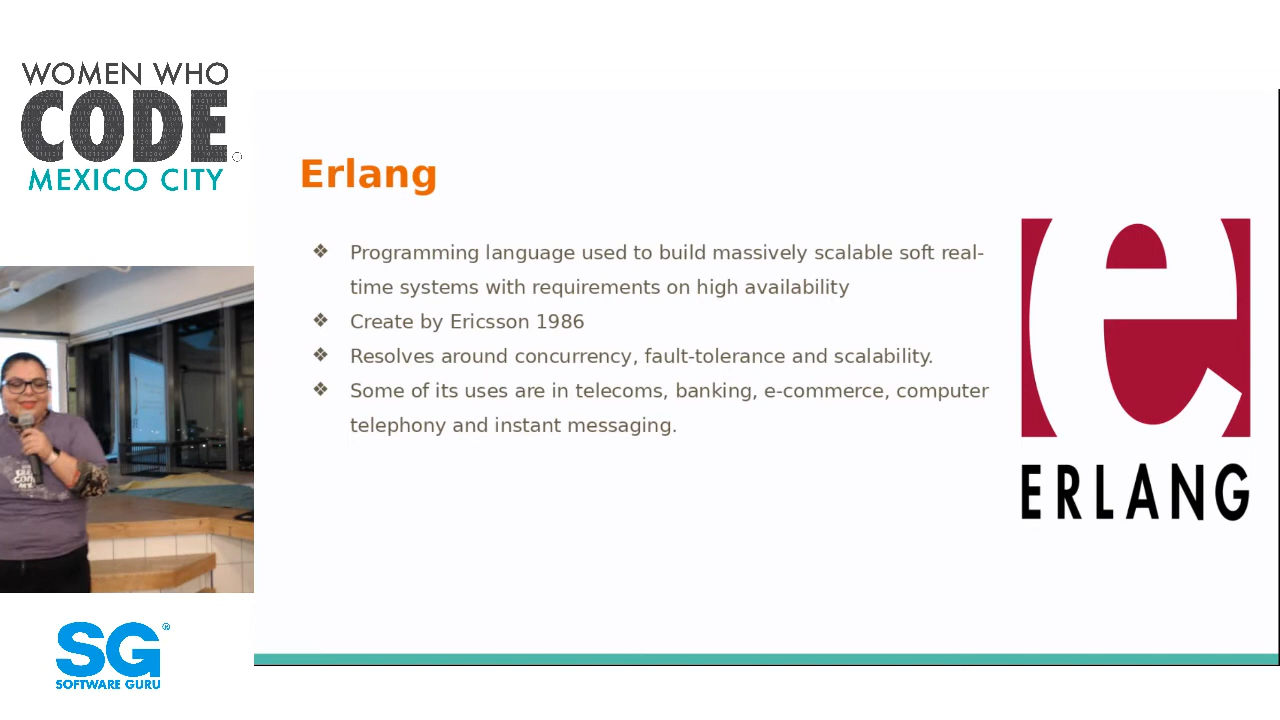 WOMEN WHO
CODE
MEXICO CITY
Erlang
❖ Programming language used to build massively scalable soft real-
time systems with requirements on high availability
❖ Create by Ericsson 1986
❖ Resolves around concurrency, fault-tolerance and scalability.
❖ Some of its uses are in telecoms, banking, e-commerce, computer
telephony and instant messaging.
e
ERLANG
SG®
SOFTWARE GURU